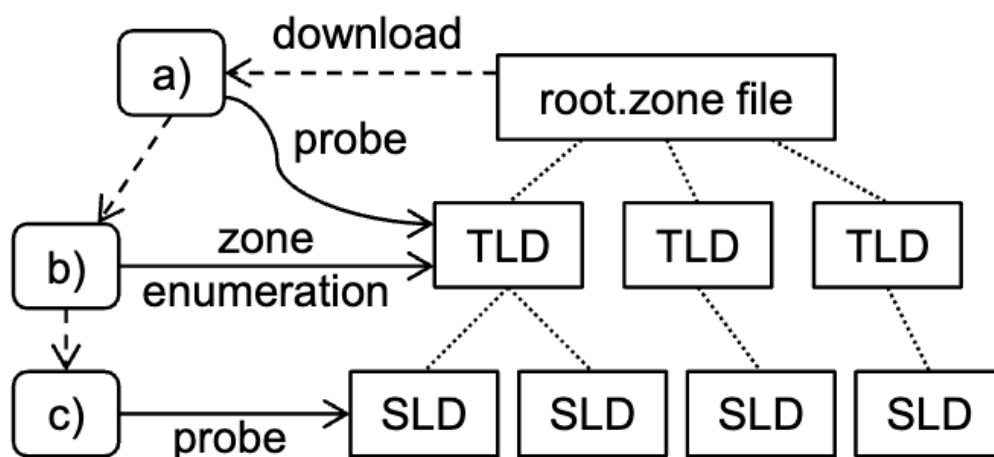 download
a)
root.zone file
probe
b)
zone
enumeration
TLD
TLD
TLD
c)
probe
SLD
SLD
SLD
SLD